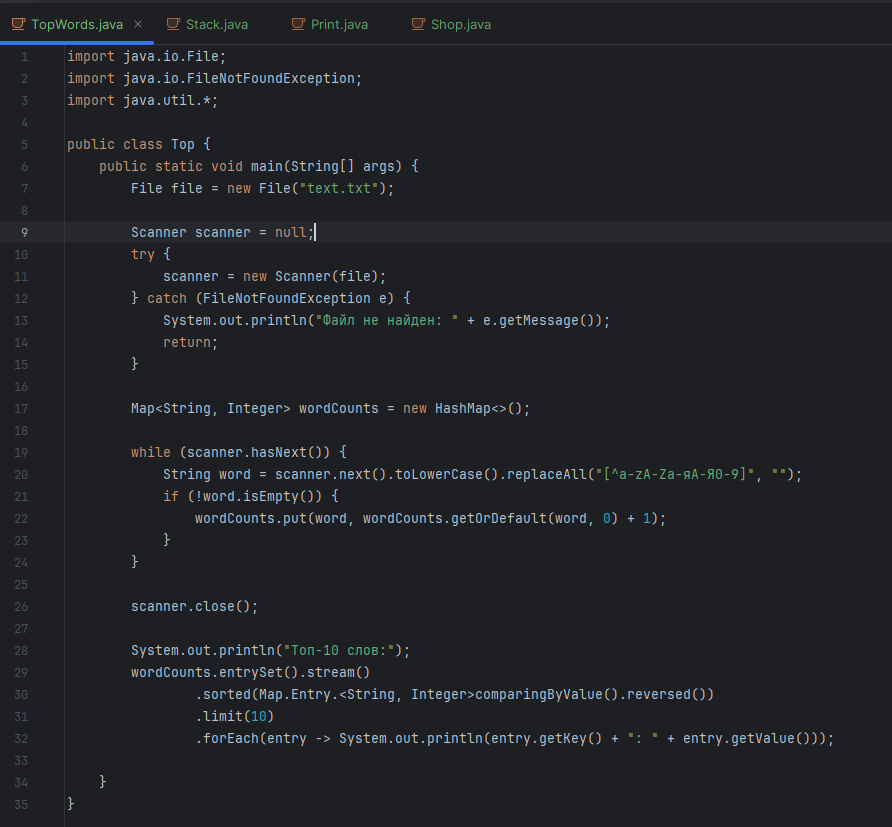 TopWords.java × Stack.java Print.java Shop.java
1 import java.io.File;
2 import java.io.FileNotFoundException;
3 import java.util.*;
4
5 public class Top {
6     public static void main(String[] args) {
7         File file = new File("text.txt");
8
9         Scanner scanner = null;
10         try {
11             scanner = new Scanner(file);
12         } catch (FileNotFoundException e) {
13             System.out.println("Файл не найден: " + e.getMessage());
14             return;
15         }
16
17         Map<String, Integer> wordCounts = new HashMap<>();
18
19         while (scanner.hasNext()) {
20             String word = scanner.next().toLowerCase().replaceAll("[^a-zA-Zа-яА-Я0-9]", "");
21             if (!word.isEmpty()) {
22                 wordCounts.put(word, wordCounts.getOrDefault(word, 0) + 1);
23             }
24         }
25
26         scanner.close();
27
28         System.out.println("Топ-10 слов:");
29         wordCounts.entrySet().stream()
30                 .sorted(Map.Entry.<String, Integer>comparingByValue().reversed())
31                 .limit(10)
32                 .forEach(entry -> System.out.println(entry.getKey() + ": " + entry.getValue()));
33
34     }
35 }